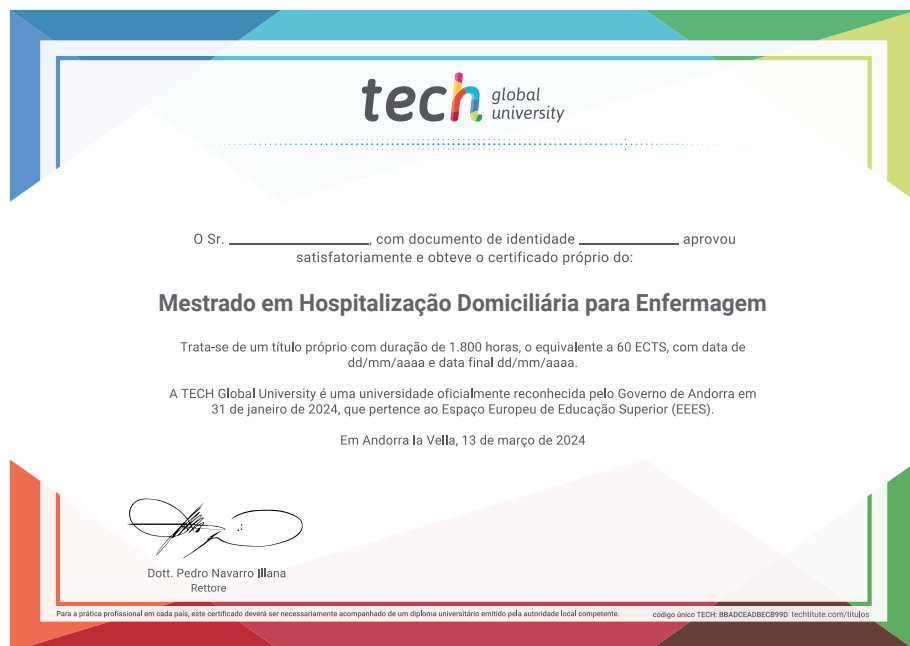 tech global university
O Sr. ____________, com documento de identidade ____________ aprovou
satisfatoriamente e obteve o certificado próprio do:
Mestrado em Hospitalização Domiciliária para Enfermagem
Trata-se de um título próprio com duração de 1.800 horas, o equivalente a 60 ECTS, com data de
dd/mm/aaaa e data final dd/mm/aaaa.
A TECH Global University é uma universidade oficialmente reconhecida pelo Governo de Andorra em
31 de janeiro de 2024, que pertence ao Espaço Europeu de Educação Superior (EEES).
Em Andorra la Vella, 13 de março de 2024
Dott. Pedro Navarro Illana
Rettore
Para a prática profissional em cada país, este certificado deverá ser necessariamente acompanhado de um diploma universitário emitido pela autoridade local competente.
código único TECH: BBADCEADBECB99D techtitute.com/titulos